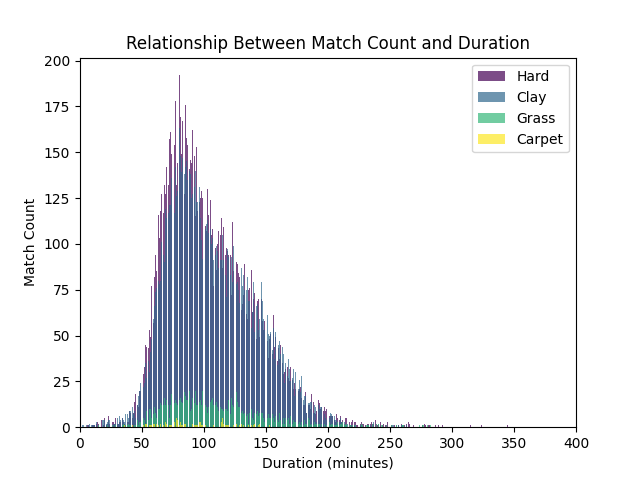 Relationship Between Match Count and Duration
Hard
Clay
Grass
Carpet
200
175
150
125
100
75
50
25
0
Match Count
0 50 100 150 200 250 300 350 400
Duration (minutes)